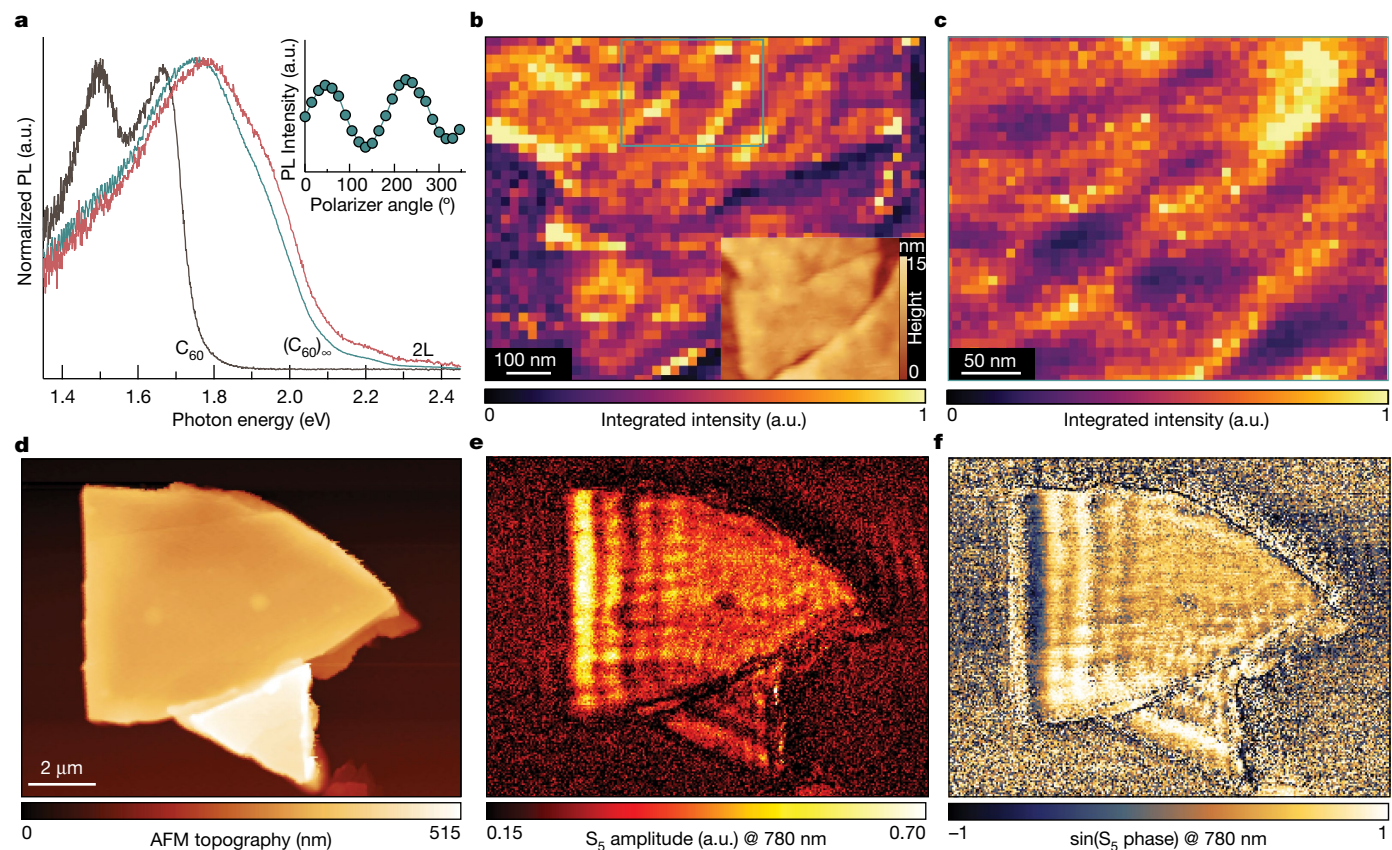 a
Normalized PL (a.u.)
C60
(C60)∞
2L
1.4 1.6 1.8 2.0 2.2 2.4
Photon energy (eV)
PL Intensity (a.u.)
0 100 200 300
Polarizer angle (º)
b
100 nm
nm
15
Height
0
0 1
Integrated intensity (a.u.)
c
50 nm
0 1
Integrated intensity (a.u.)
d
2 μm
0 515
AFM topography (nm)
e
0.15 0.70
S5 amplitude (a.u.) @ 780 nm
f
–1 1
sin(S5 phase) @ 780 nm